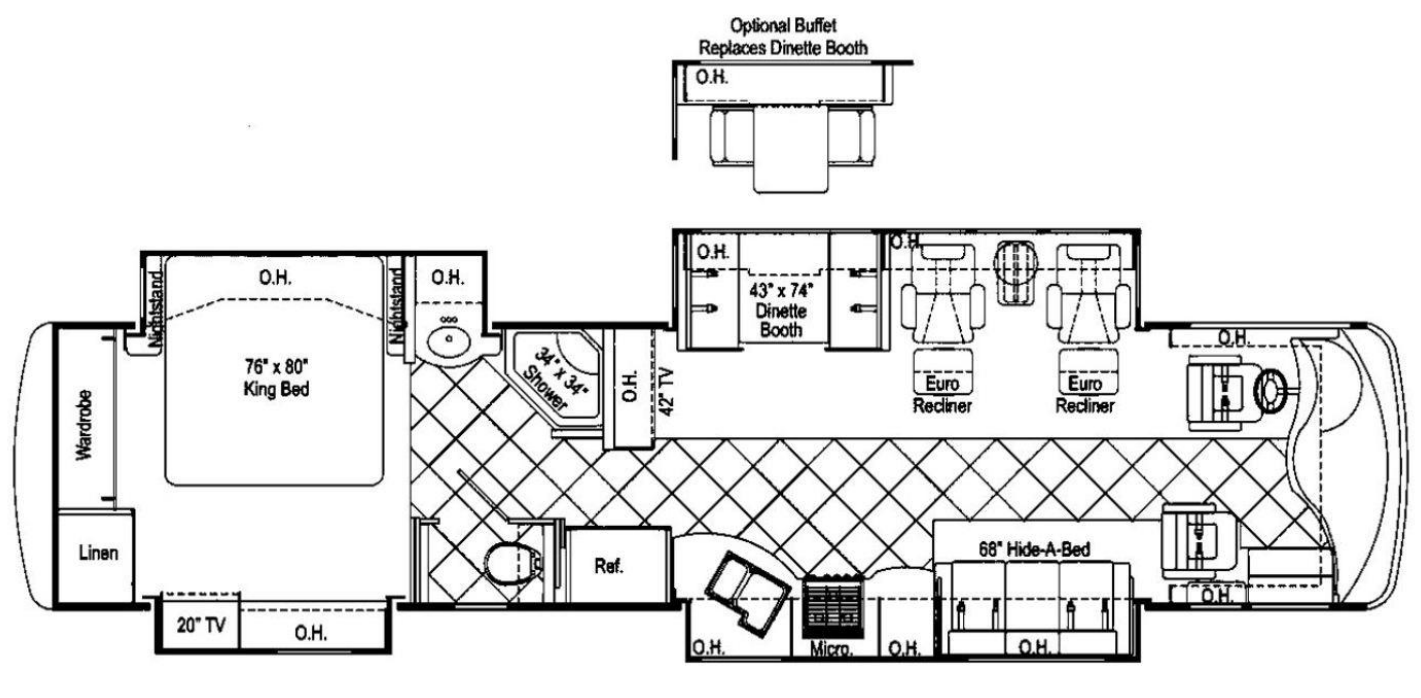 Optional Buffet
Replaces Dinette Booth
O.H.
O.H.
O.H.
Nightstand
O.H.
Nightstand
O.H.
43" x 74"
Dinette
Booth
76" x 80"
King Bed
34" X 34"
Shower
O.H.
42" TV
Euro
Recliner
Euro
Recliner
O.H.
Wardrobe
Linen
Ref.
68" Hide-A-Bed
20" TV
O.H.
O.H.
Micro.
O.H.
O.H.
O.H.